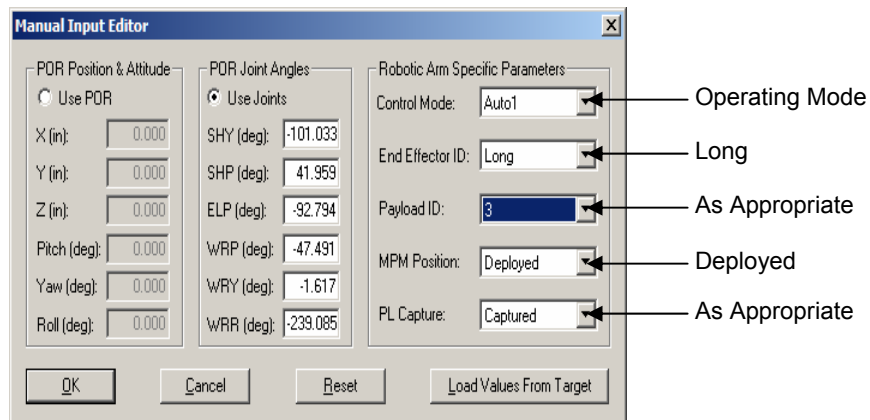 Manual Input Editor
POR Position & Attitude
Use POR
X (in): 0.000
Y (in): 0.000
Z (in): 0.000
Pitch (deg): 0.000
Yaw (deg): 0.000
Roll (deg): 0.000
POR Joint Angles
Use Joints
SHY (deg): -101.033
SHP (deg): 41.959
ELP (deg): -92.794
WRP (deg): -47.491
WRY (deg): -1.617
WRR (deg): -239.085
Robotic Arm Specific Parameters
Control Mode: Auto1
End Effector ID: Long
Payload ID: 3
MPM Position: Deployed
PL Capture: Captured
Operating Mode
Long
As Appropriate
Deployed
As Appropriate
OK
Cancel
Reset
Load Values From Target